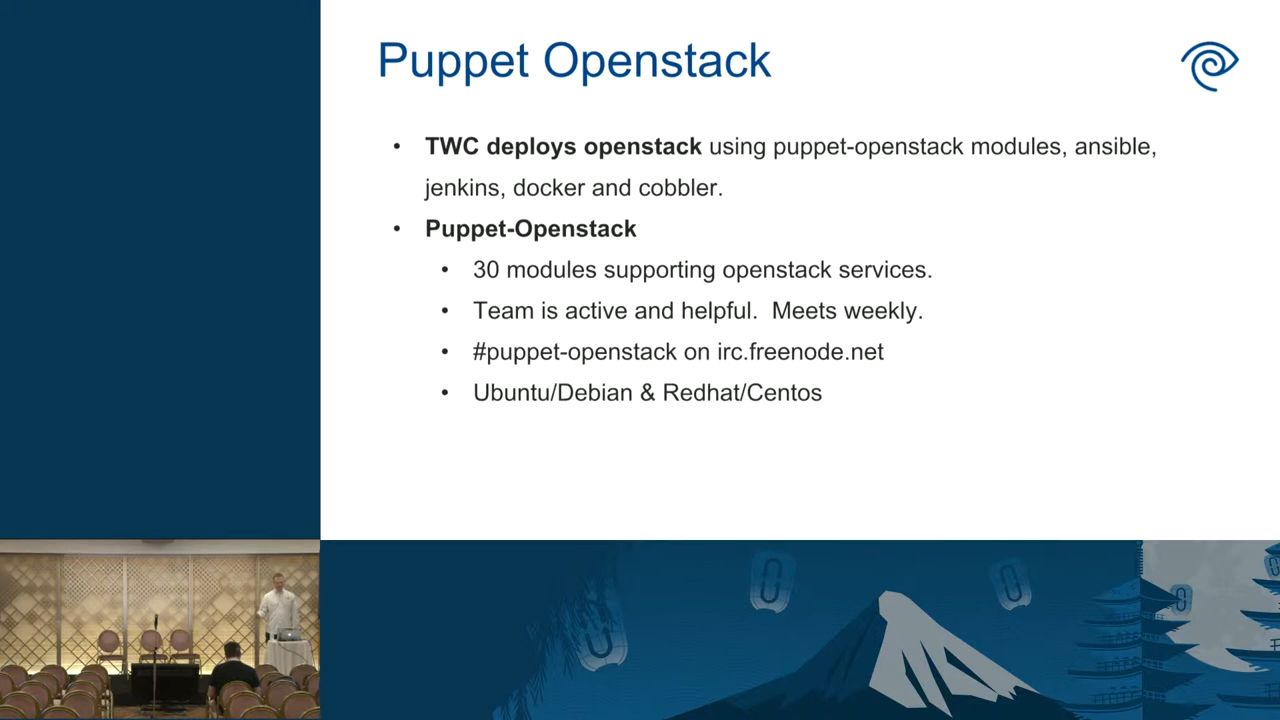 Puppet Openstack
• TWC deploys openstack using puppet-openstack modules, ansible,
jenkins, docker and cobbler.
• Puppet-Openstack
• 30 modules supporting openstack services.
• Team is active and helpful.  Meets weekly.
• #puppet-openstack on irc.freenode.net
• Ubuntu/Debian & Redhat/Centos